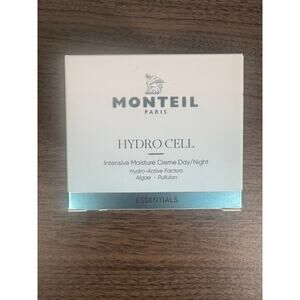 MONTEIL
PARIS
HYDRO CELL
Intensive Moisture Creme Day/Night
Hydro-Active Factors
Algae · Pullulan
ESSENTIALS